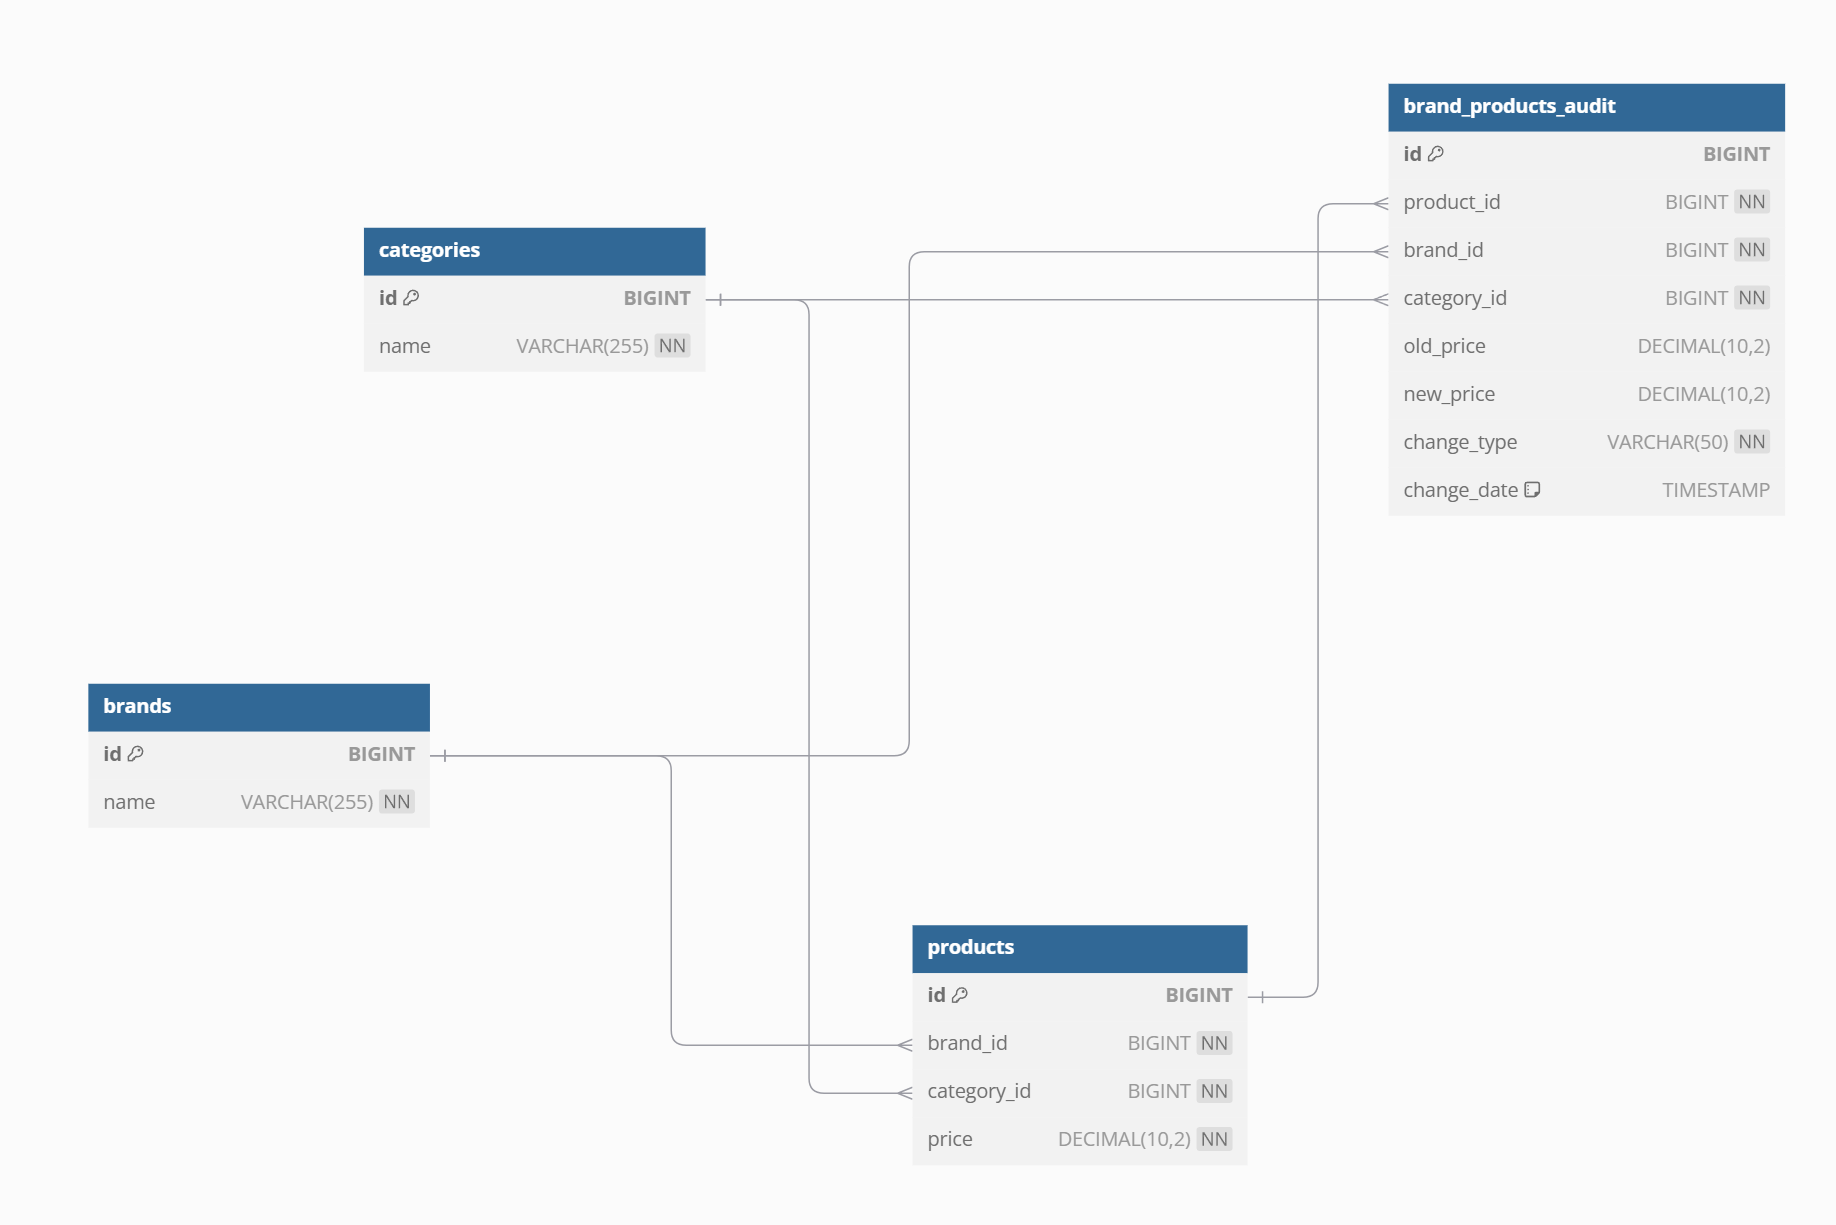 brand_products_audit
id BIGINT
product_id BIGINT NN
brand_id BIGINT NN
category_id BIGINT NN
old_price DECIMAL(10,2)
new_price DECIMAL(10,2)
change_type VARCHAR(50) NN
change_date TIMESTAMP
categories
id BIGINT
name VARCHAR(255) NN
brands
id BIGINT
name VARCHAR(255) NN
products
id BIGINT
brand_id BIGINT NN
category_id BIGINT NN
price DECIMAL(10,2) NN